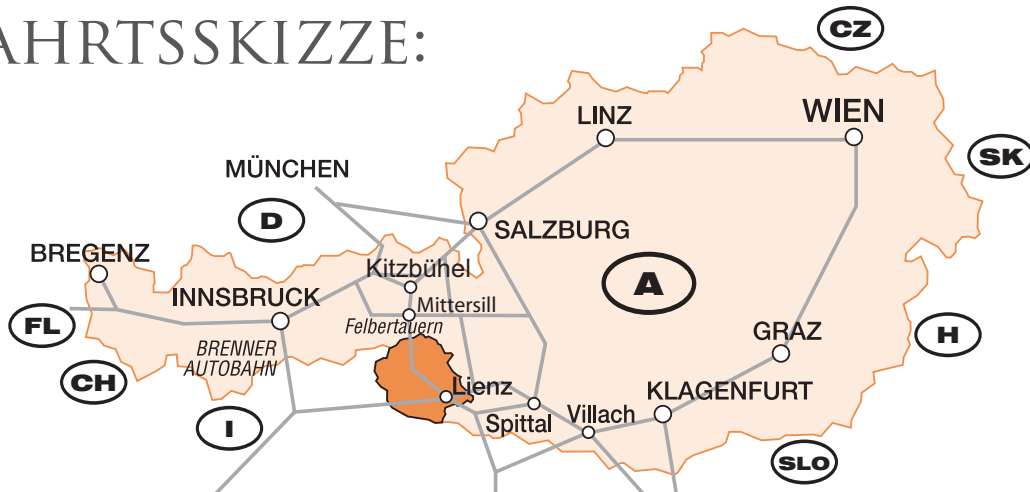 AHRTSSKIZZE:
CZ
LINZ
WIEN
SK
MÜNCHEN
D
SALZBURG
BREGENZ
Kitzbühel
A
INNSBRUCK
Mittersill
FL
Felbertauern
GRAZ
H
BRENNER
AUTOBAHN
CH
Lienz
KLAGENFURT
Villach
Spittal
I
SLO